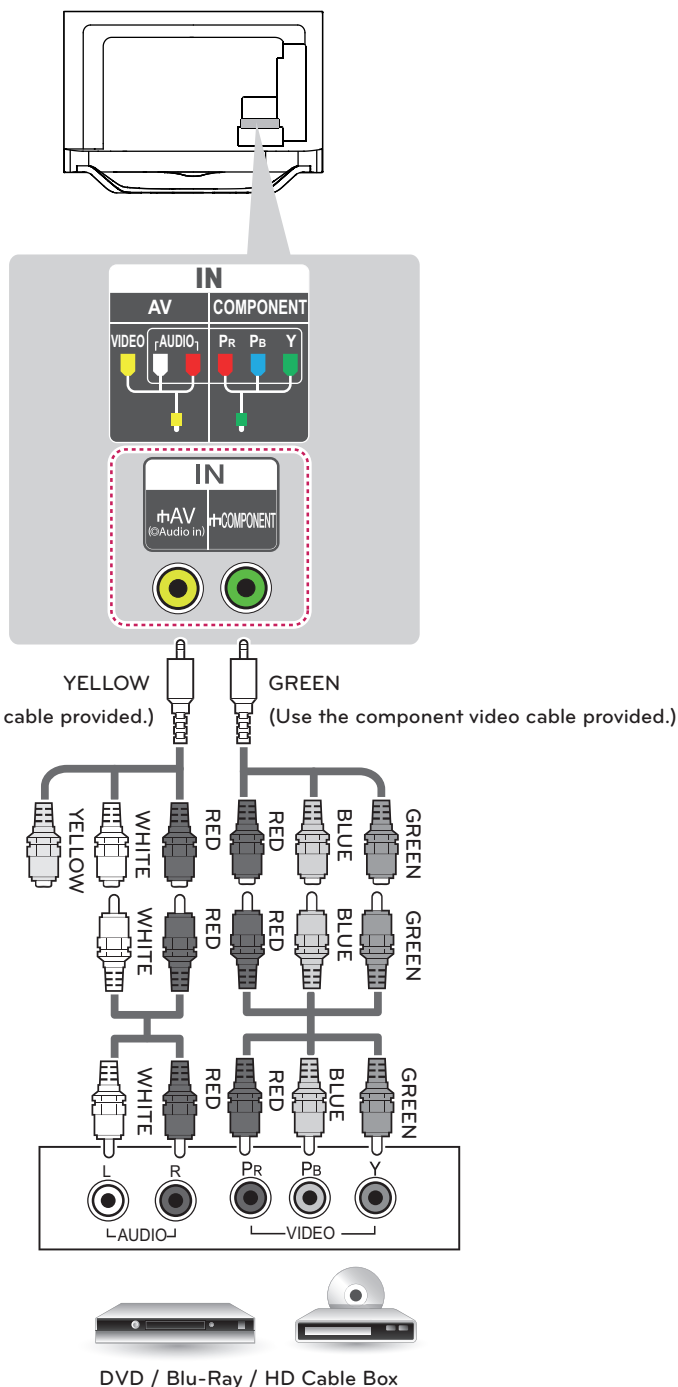 IN
AV COMPONENT
VIDEO AUDIO PR PB Y
IN
AV COMPONENT
(Audio in)
YELLOW GREEN
cable provided.) (Use the component video cable provided.)
YELLOW WHITE RED RED BLUE GREEN
WHITE RED RED BLUE GREEN
WHITE RED RED BLUE GREEN
L R PR PB Y
AUDIO VIDEO
DVD / Blu-Ray / HD Cable Box